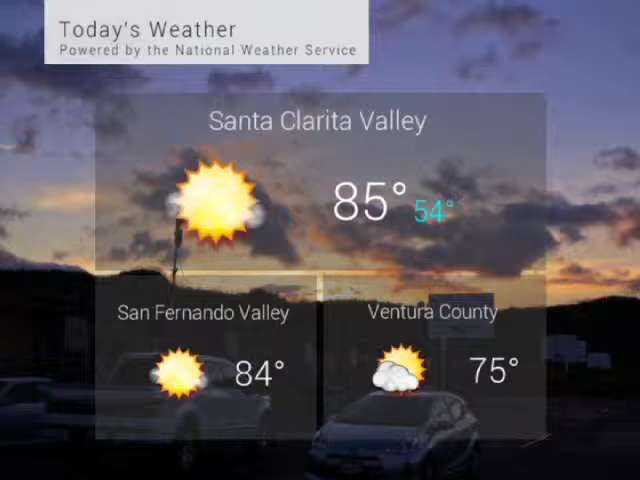 Today's Weather
Powered by the National Weather Service
Santa Clarita Valley
85° 54°
San Fernando Valley
Ventura County
84°
75°